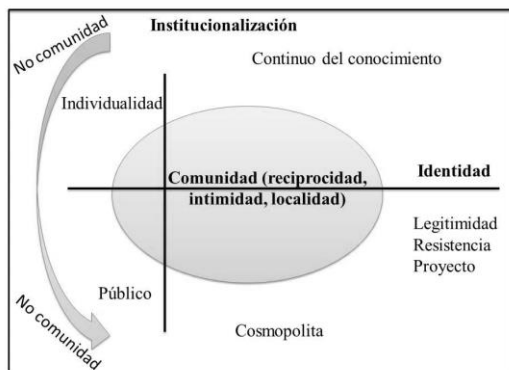 Institucionalización
No comunidad
Continuo del conocimiento
Individualidad
Comunidad (reciprocidad,
intimidad, localidad)
Identidad
Legitimidad
Resistencia
Proyecto
Público
No comunidad
Cosmopolita